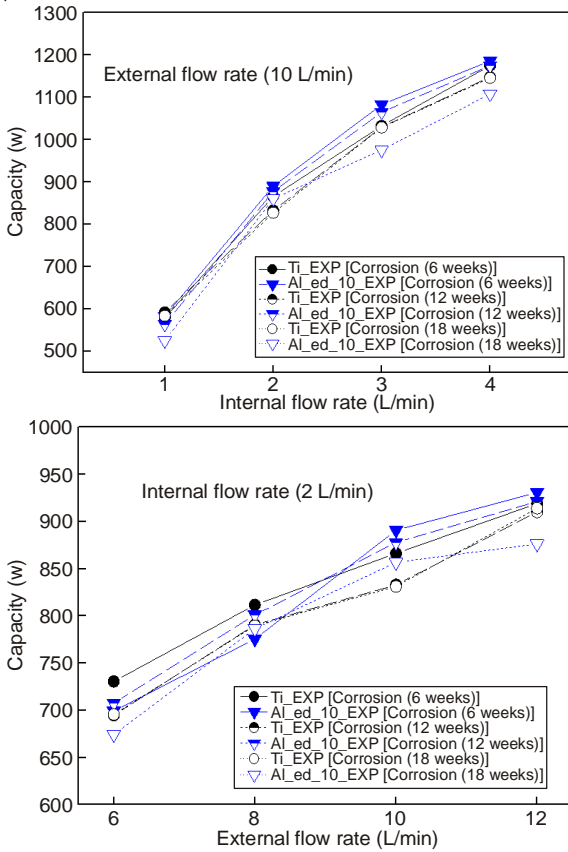 1300
1200
1100
1000
900
800
700
600
500
Capacity (w)
External flow rate (10 L/min)
Ti_EXP [Corrosion (6 weeks)]
Al_ed_10_EXP [Corrosion (6 weeks)]
Ti_EXP [Corrosion (12 weeks)]
Al_ed_10_EXP [Corrosion (12 weeks)]
Ti_EXP [Corrosion (18 weeks)]
Al_ed_10_EXP [Corrosion (18 weeks)]
1 2 3 4
Internal flow rate (L/min)
1000
950
900
850
800
750
700
650
600
Capacity (w)
Internal flow rate (2 L/min)
Ti_EXP [Corrosion (6 weeks)]
Al_ed_10_EXP [Corrosion (6 weeks)]
Ti_EXP [Corrosion (12 weeks)]
Al_ed_10_EXP [Corrosion (12 weeks)]
Ti_EXP [Corrosion (18 weeks)]
Al_ed_10_EXP [Corrosion (18 weeks)]
6 8 10 12
External flow rate (L/min)